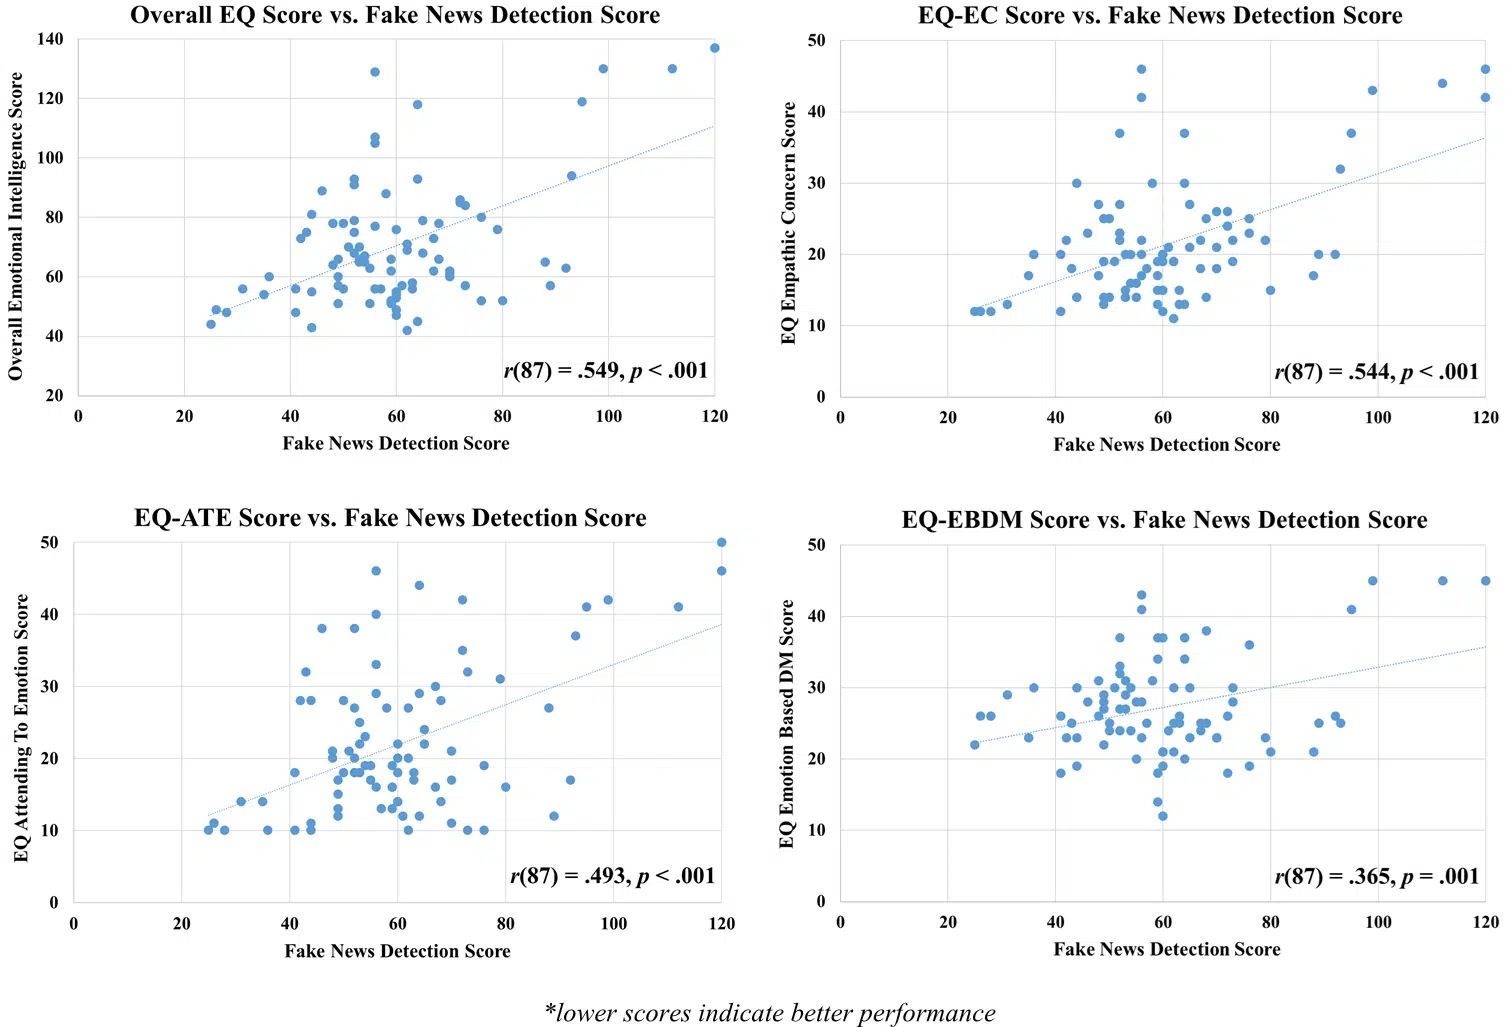 Overall EQ Score vs. Fake News Detection Score
140
120
100
80
60
40
20
0 20 40 60 80 100 120
Overall Emotional Intelligence Score
r(87) = .549, p < .001
Fake News Detection Score
EQ-EC Score vs. Fake News Detection Score
50
40
30
20
10
0
0 20 40 60 80 100 120
EQ Empathic Concern Score
r(87) = .544, p < .001
Fake News Detection Score
EQ-ATE Score vs. Fake News Detection Score
50
40
30
20
10
0
0 20 40 60 80 100 120
EQ Attending To Emotion Score
r(87) = .493, p < .001
Fake News Detection Score
EQ-EBDM Score vs. Fake News Detection Score
50
40
30
20
10
0
0 20 40 60 80 100 120
EQ Emotion Based DM Score
r(87) = .365, p = .001
Fake News Detection Score
*lower scores indicate better performance